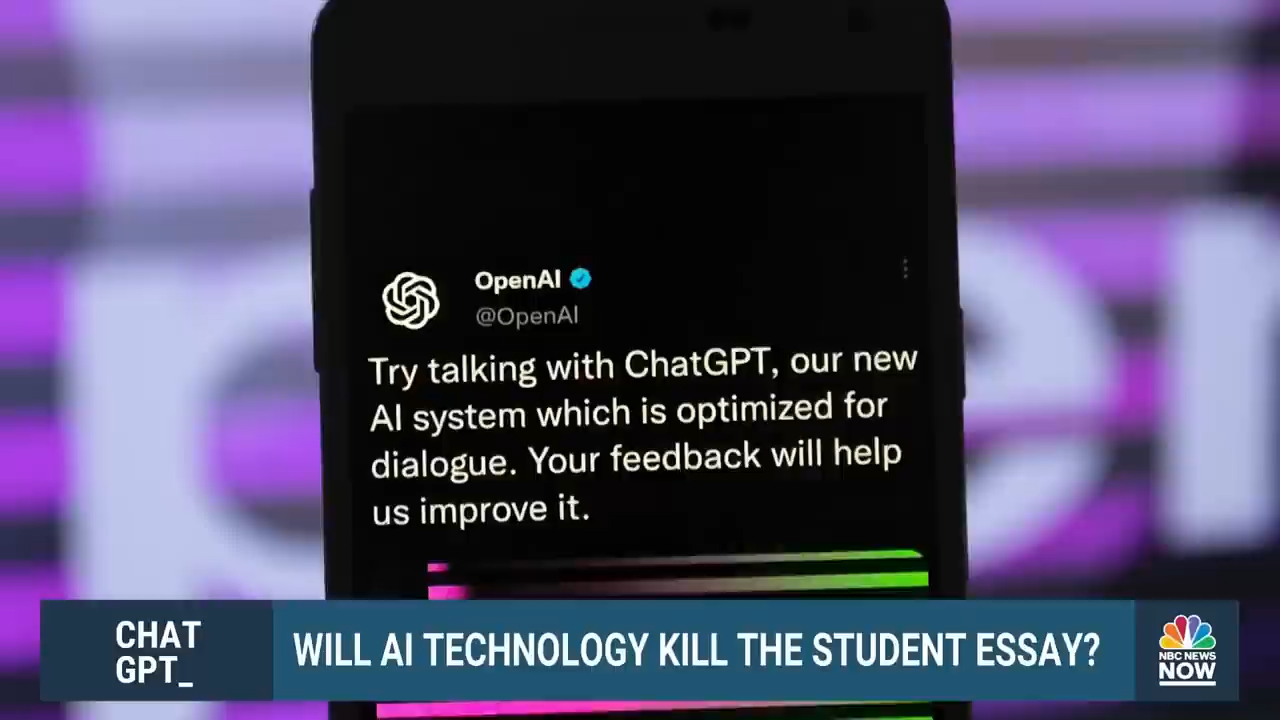 OpenAI
@OpenAI
Try talking with ChatGPT, our new
AI system which is optimized for
dialogue. Your feedback will help
us improve it.
CHAT
GPT_
WILL AI TECHNOLOGY KILL THE STUDENT ESSAY?
NBC NEWS
NOW